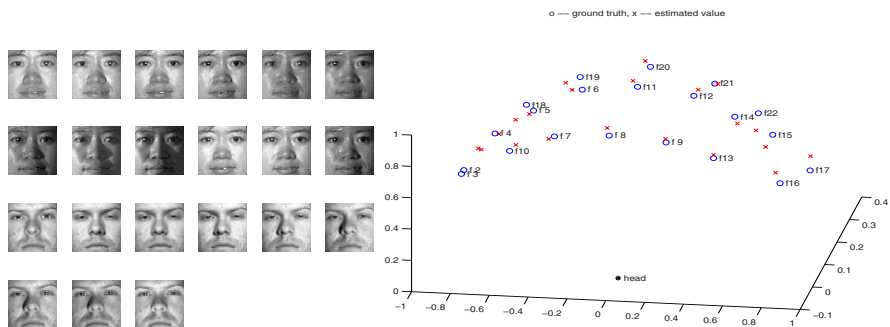 o −− ground truth, x −− estimated value
f20
f19
f21
f 6
f11
f12
f18
f 5
f14
f22
f 4
f 7
f 8
f15
f10
f 9
f13
f 2
f 3
f17
f16
head
1
0.8
0.6
0.4
0.2
0
−1
−0.8
−0.6
−0.4
−0.2
0
0.2
0.4
0.6
0.8
1
0.4
0.3
0.2
0.1
0
−0.1